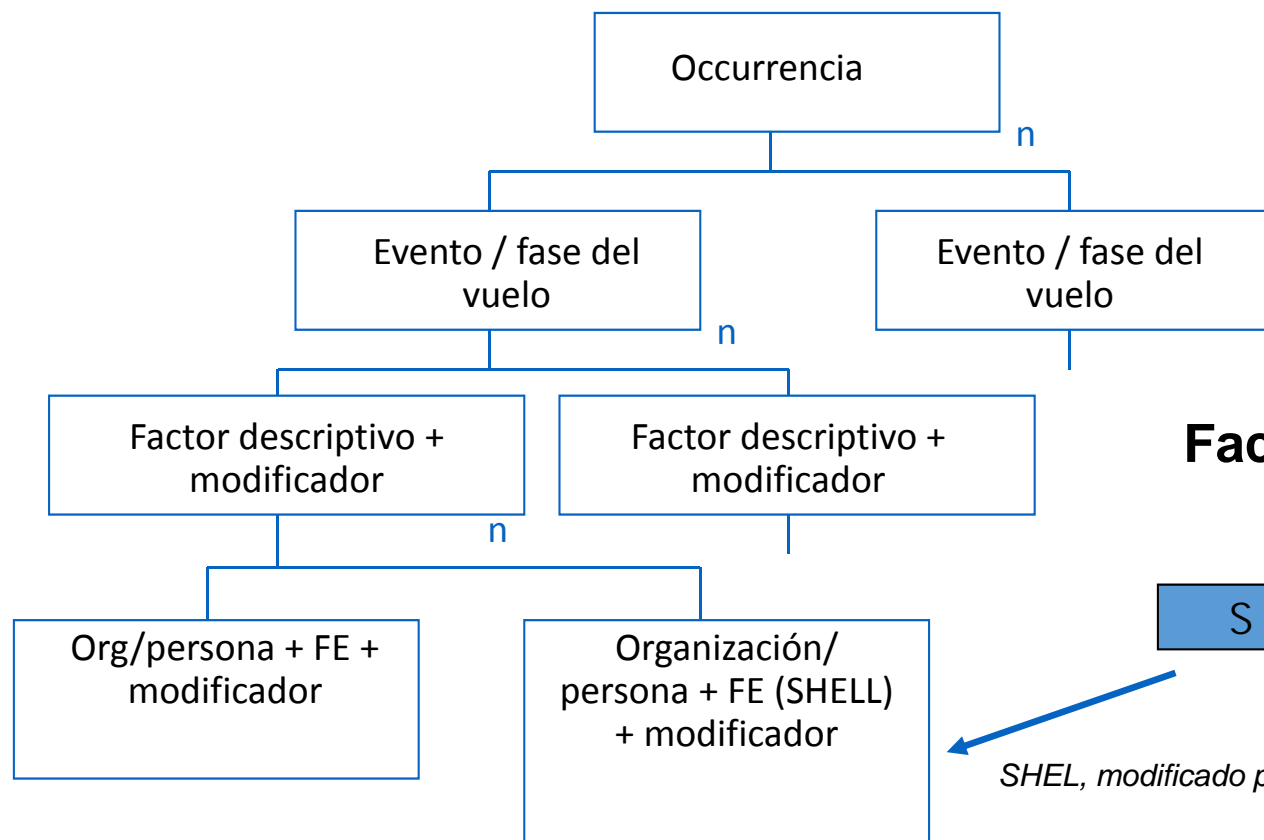 Occurrencia
n
Evento / fase del
vuelo
n
Evento / fase del
vuelo
Factor descriptivo +
modificador
n
Factor descriptivo +
modificador
Fac
Org/persona + FE +
modificador
Organización/
persona + FE (SHELL)
+ modificador
S
SHEL, modificado p